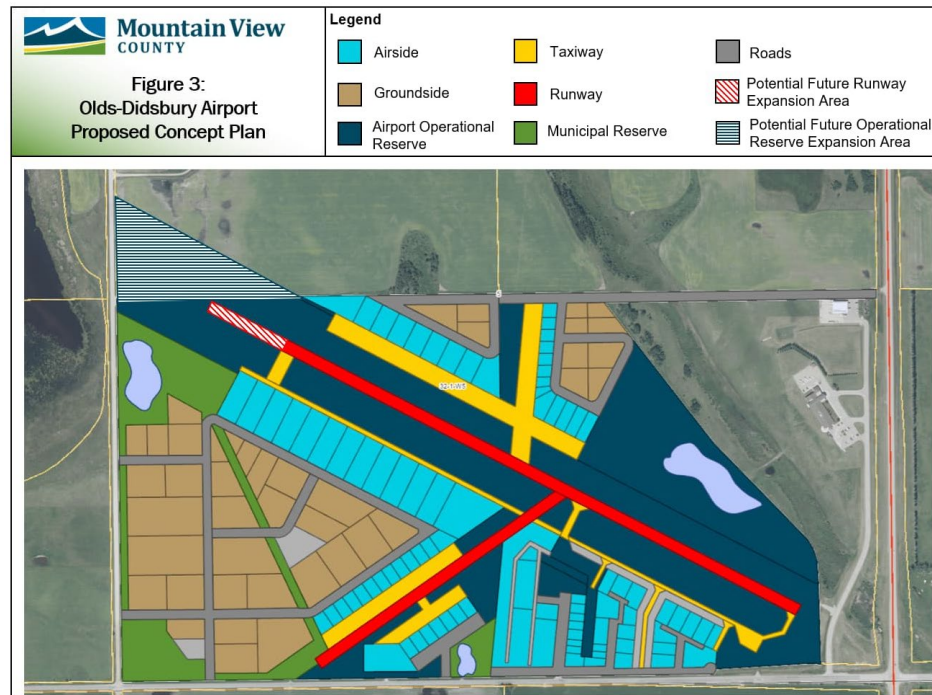 Mountain View
COUNTY
Figure 3:
Olds-Didsbury Airport
Proposed Concept Plan
Legend
Airside
Groundside
Airport Operational
Reserve
Taxiway
Runway
Municipal Reserve
Roads
Potential Future Runway
Expansion Area
Potential Future Operational
Reserve Expansion Area